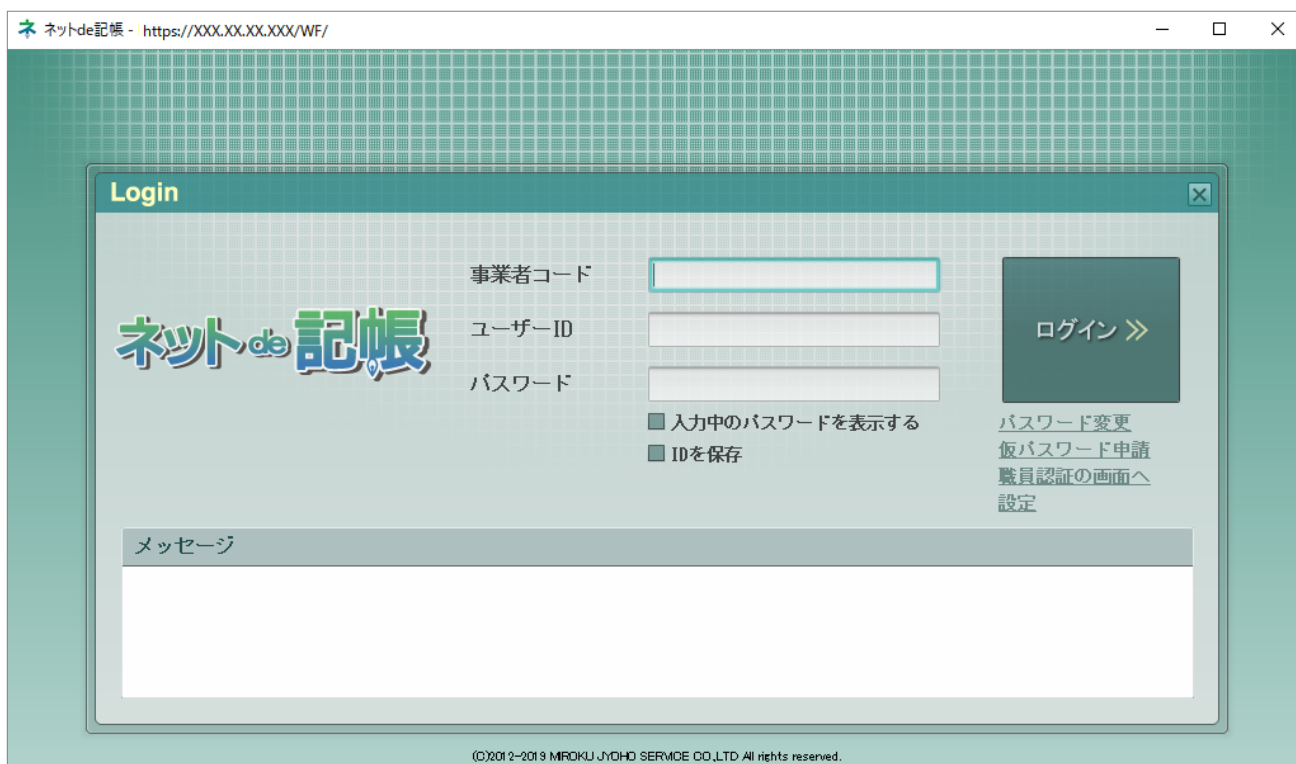 ネットde記帳 - https://XXX.XX.XX.XXX/WF/
Login
ネットde記帳
事業者コード
ユーザーID
パスワード
入力中のパスワードを表示する
IDを保存
ログイン
パスワード変更
仮パスワード申請
職員認証の画面へ
設定
メッセージ
(C)2012-2019 MIROKU JYOHO SERVICE CO.,LTD All rights reserved.